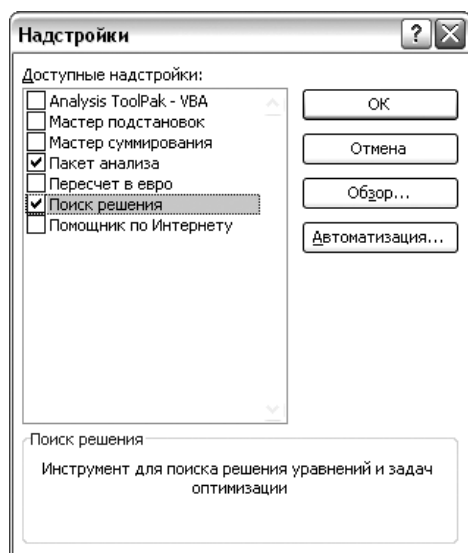 Надстройки
Доступные надстройки:
Analysis ToolPak - VBA
Мастер подстановок
Мастер суммирования
Пакет анализа
Пересчет в евро
Поиск решения
Помощник по Интернету
ОК
Отмена
Обзор...
Автоматизация...
Поиск решения
Инструмент для поиска решения уравнений и задач
оптимизации